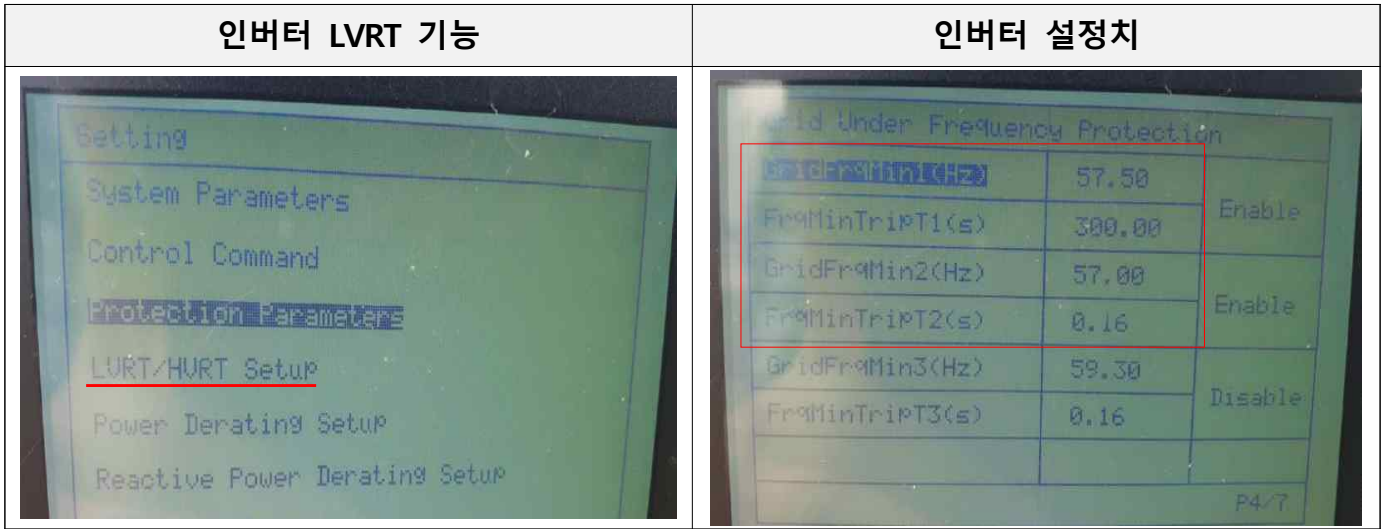 인버터 LVRT 기능
인버터 설정치
Setting
System Parameters
Control Command
Protection Parameters
LVRT/HVRT Setup
Power Derating Setup
Reactive Power Derating Setup
Grid Under Frequency Protection
GridFrqMin1(Hz) 57.50 Enable
FrqMinTripT1(s) 300.00
GridFrqMin2(Hz) 57.00 Enable
FrqMinTripT2(s) 0.16
GridFrqMin3(Hz) 59.30 Disable
FrqMinTripT3(s) 0.16
P4/7